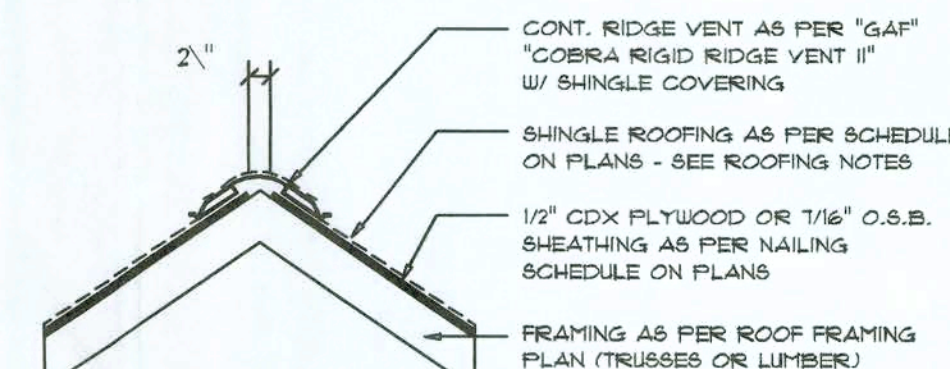 2\"
CONT. RIDGE VENT AS PER "GAF"
"COBRA RIGID RIDGE VENT II"
W/ SHINGLE COVERING
SHINGLE ROOFING AS PER SCHEDULE
ON PLANS - SEE ROOFING NOTES
1/2" CDX PLYWOOD OR 7/16" O.S.B.
SHEATHING AS PER NAILING
SCHEDULE ON PLANS
FRAMING AS PER ROOF FRAMING
PLAN (TRUSSES OR LUMBER)